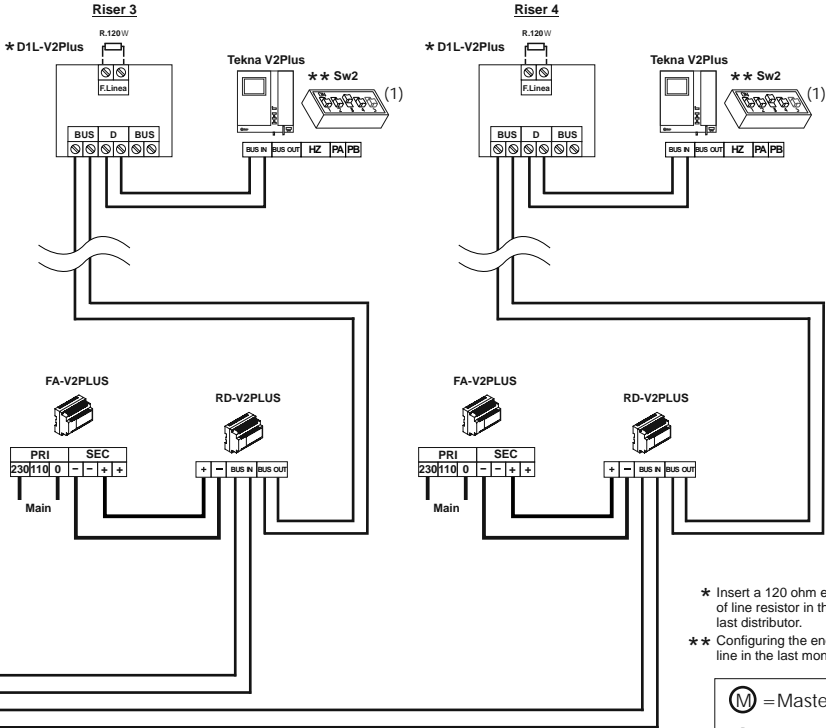 Riser 3
R.120W
* D1L-V2Plus
F.Linea
BUS D BUS
Tekna V2Plus
** Sw2
(1)
BUS IN BUS OUT HZ PA PB
FA-V2PLUS
PRI SEC
230 110 0 - - + +
Main
RD-V2PLUS
+ - BUS IN BUS OUT
Riser 4
R.120W
* D1L-V2Plus
F.Linea
BUS D BUS
Tekna V2Plus
** Sw2
(1)
BUS IN BUS OUT HZ PA PB
FA-V2PLUS
PRI SEC
230 110 0 - - + +
Main
RD-V2PLUS
+ - BUS IN BUS OUT
* Insert a 120 ohm e
of line resistor in th
last distributor.
** Configuring the en
line in the last mon
M =Maste